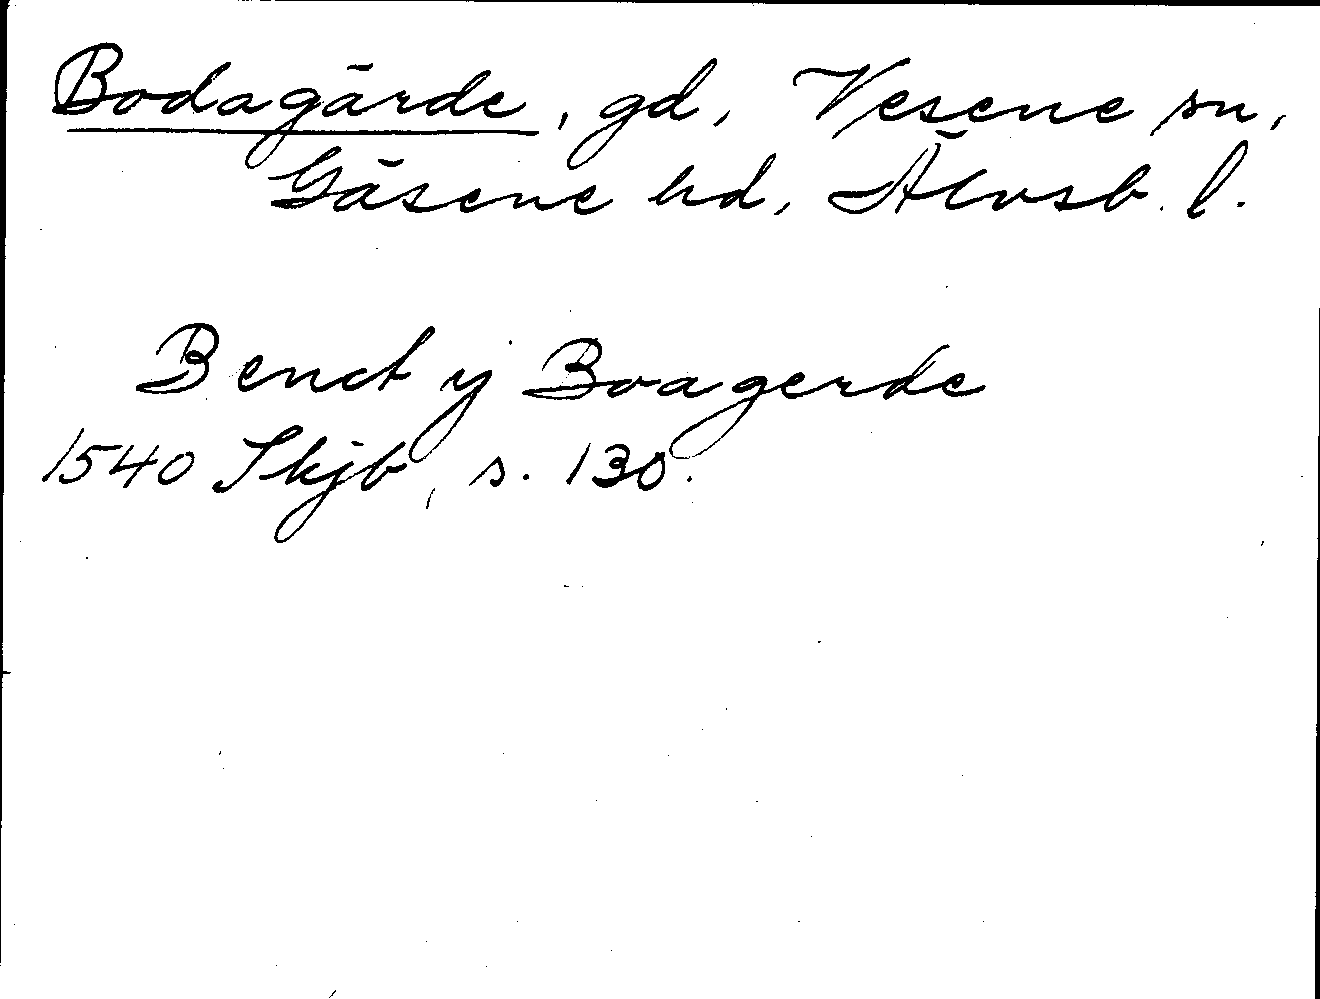 Bodagärde, gd, Vesene sn,
Gäsene hd, Älvsb. l.
Benct y Boagerde
1540 Skjb, s. 130.